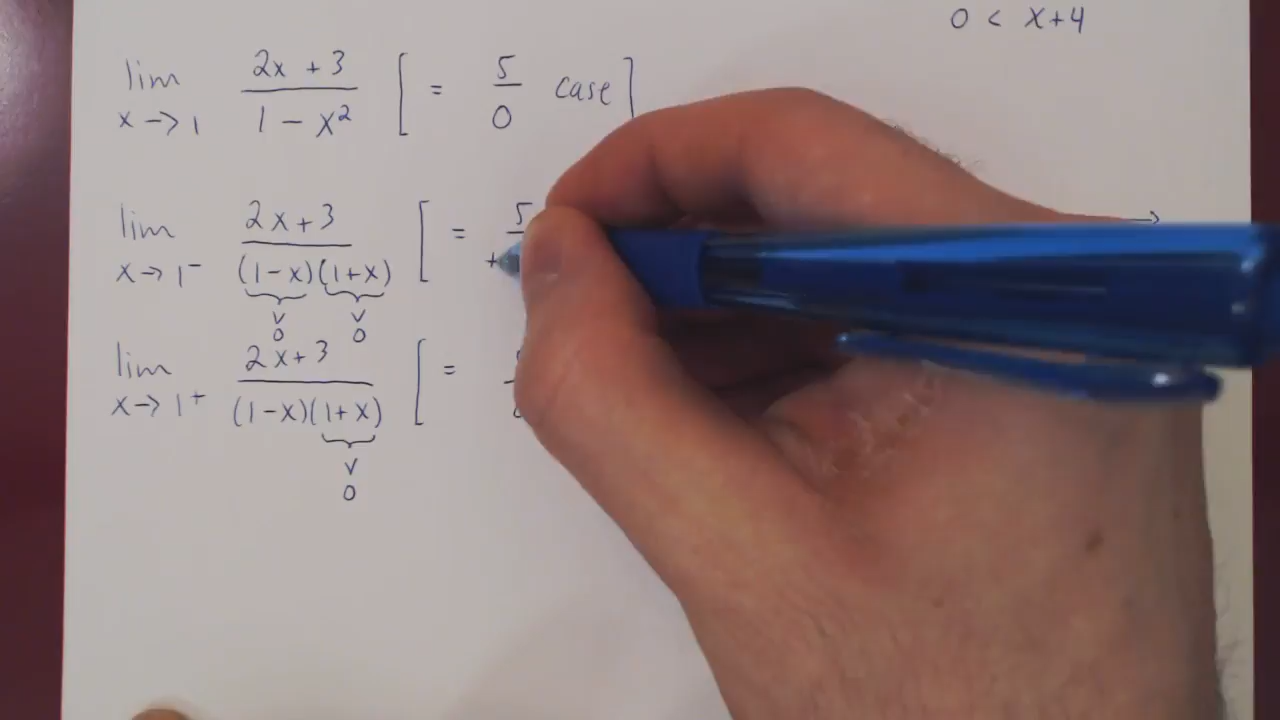 0 < x+4
lim x→1 (2x + 3)/(1 − x²) [ = 5/0 case ]
lim x→1⁻ (2x+3)/((1−x)(1+x)) [ = 5/+
v v
0 0
lim x→1⁺ (2x+3)/((1−x)(1+x)) [ =
v
0